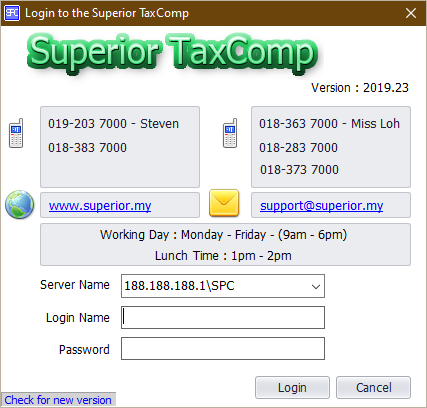 SFC Login to the Superior TaxComp
Superior TaxComp
Version : 2019.23
019-203 7000 - Steven
018-383 7000
018-363 7000 - Miss Loh
018-283 7000
018-373 7000
www.superior.my
support@superior.my
Working Day : Monday - Friday - (9am - 6pm)
Lunch Time : 1pm - 2pm
Server Name 188.188.188.1\SPC
Login Name
Password
Login Cancel
Check for new version